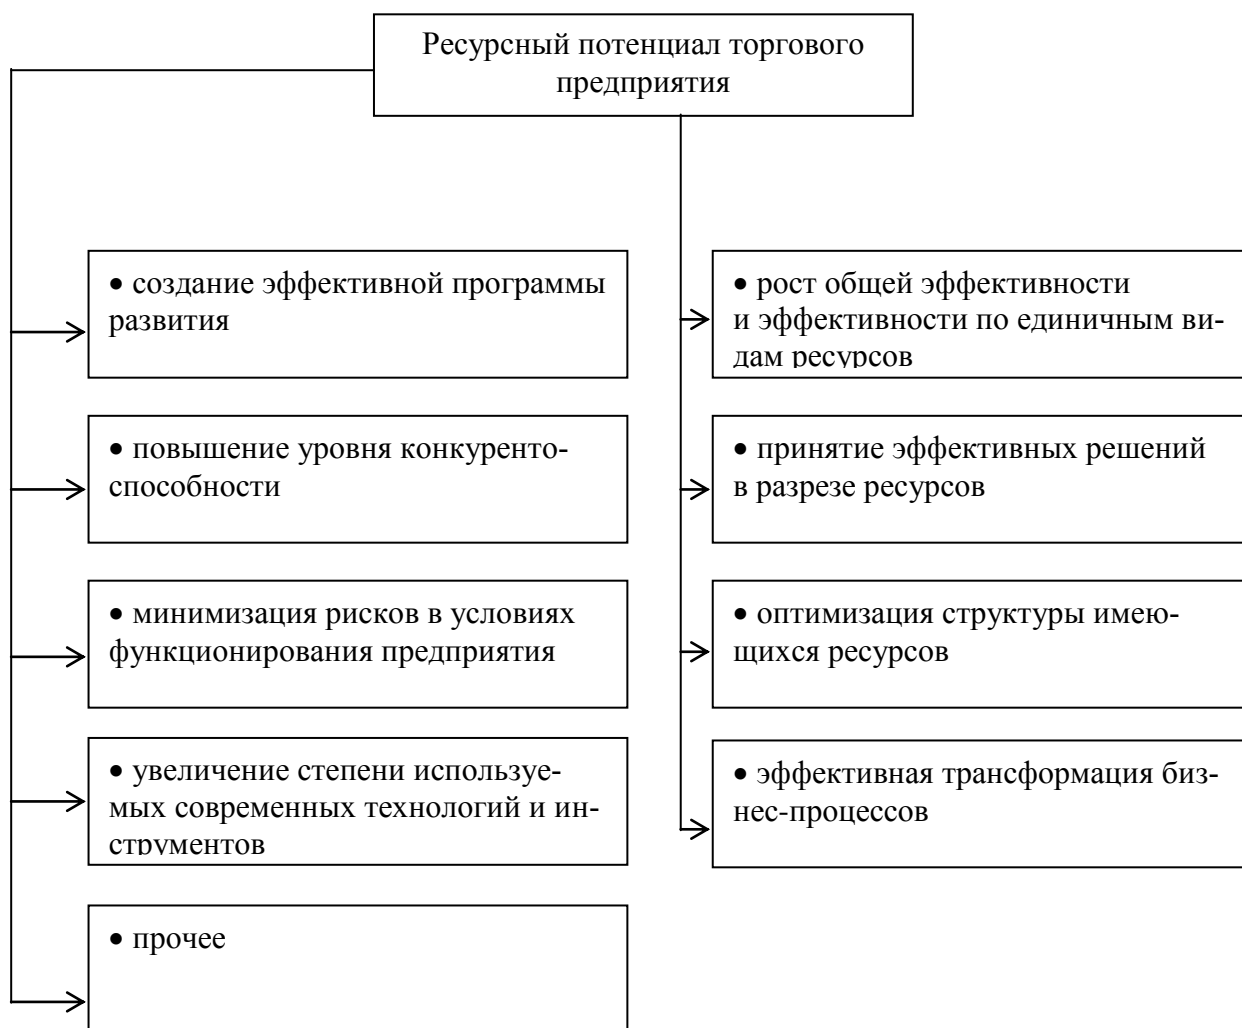 Ресурсный потенциал торгового
предприятия
• создание эффективной программы
развития
• повышение уровня конкуренто-
способности
• минимизация рисков в условиях
функционирования предприятия
• увеличение степени используе-
мых современных технологий и ин-
струментов
• прочее
• рост общей эффективности
и эффективности по единичным ви-
дам ресурсов
• принятие эффективных решений
в разрезе ресурсов
• оптимизация структуры имею-
щихся ресурсов
• эффективная трансформация биз-
нес-процессов